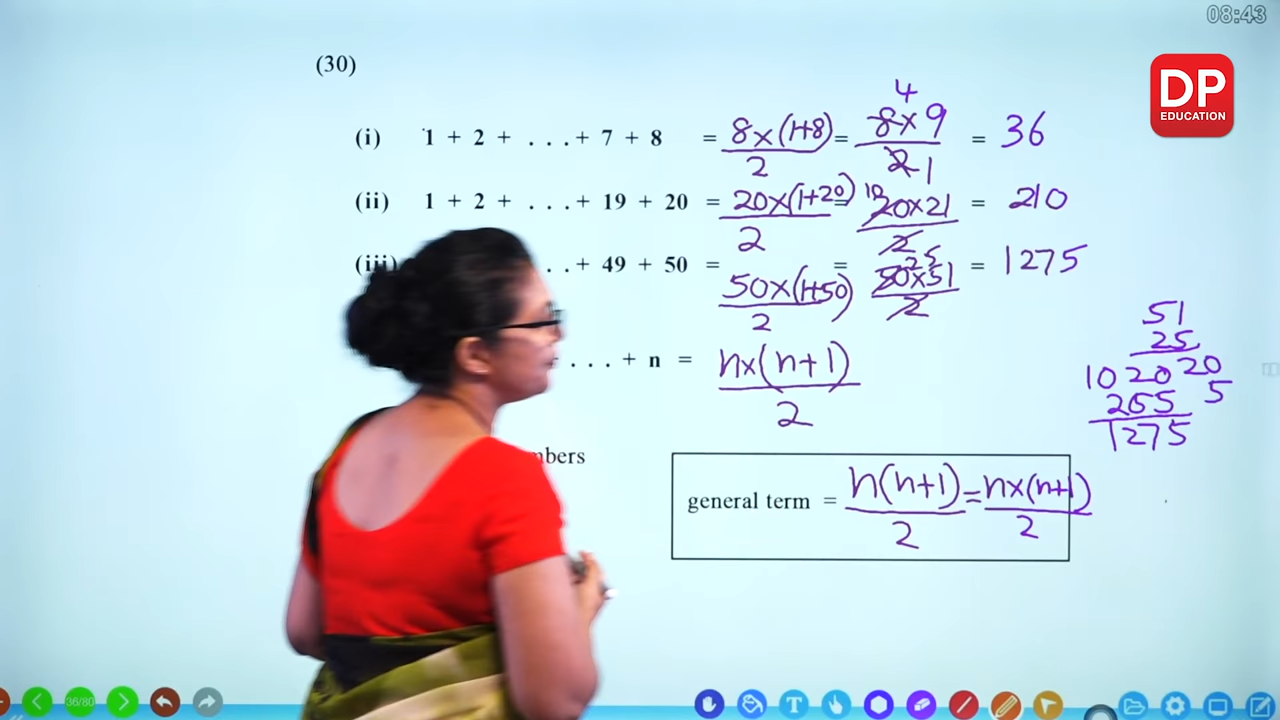 08:43
DP
EDUCATION
(30)
4
(i) 1 + 2 + . . . + 7 + 8 = 8×(1+8)/2 = 8×9/2 1 = 36
(ii) 1 + 2 + . . . + 19 + 20 = 20×(1+20)/2 = 10 20×21/2 = 210
(iii) . . + 49 + 50 = 50×(1+50)/2 = 25 50×51/2 = 1275
. . . + n = n×(n+1)/2
51
25
10 20 20
255 5
1275
general term = n(n+1)/2 = n×(n+1)/2
36/80
T